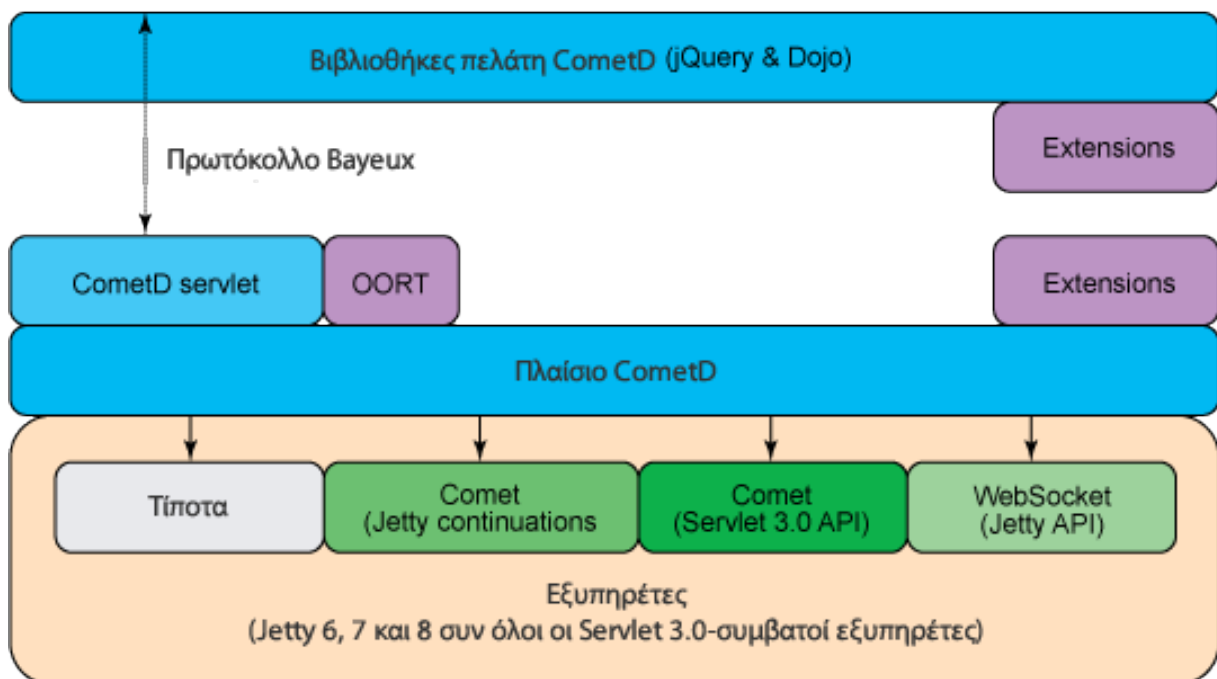 Βιβλιοθήκες πελάτη CometD (jQuery & Dojo)
Extensions
Πρωτόκολλο Bayeux
CometD servlet
OORT
Extensions
Πλαίσιο CometD
Τίποτα
Comet
(Jetty continuations
Comet
(Servlet 3.0 API)
WebSocket
(Jetty API)
Εξυπηρέτες
(Jetty 6, 7 και 8 συν όλοι οι Servlet 3.0-συμβατοί εξυπηρέτες)